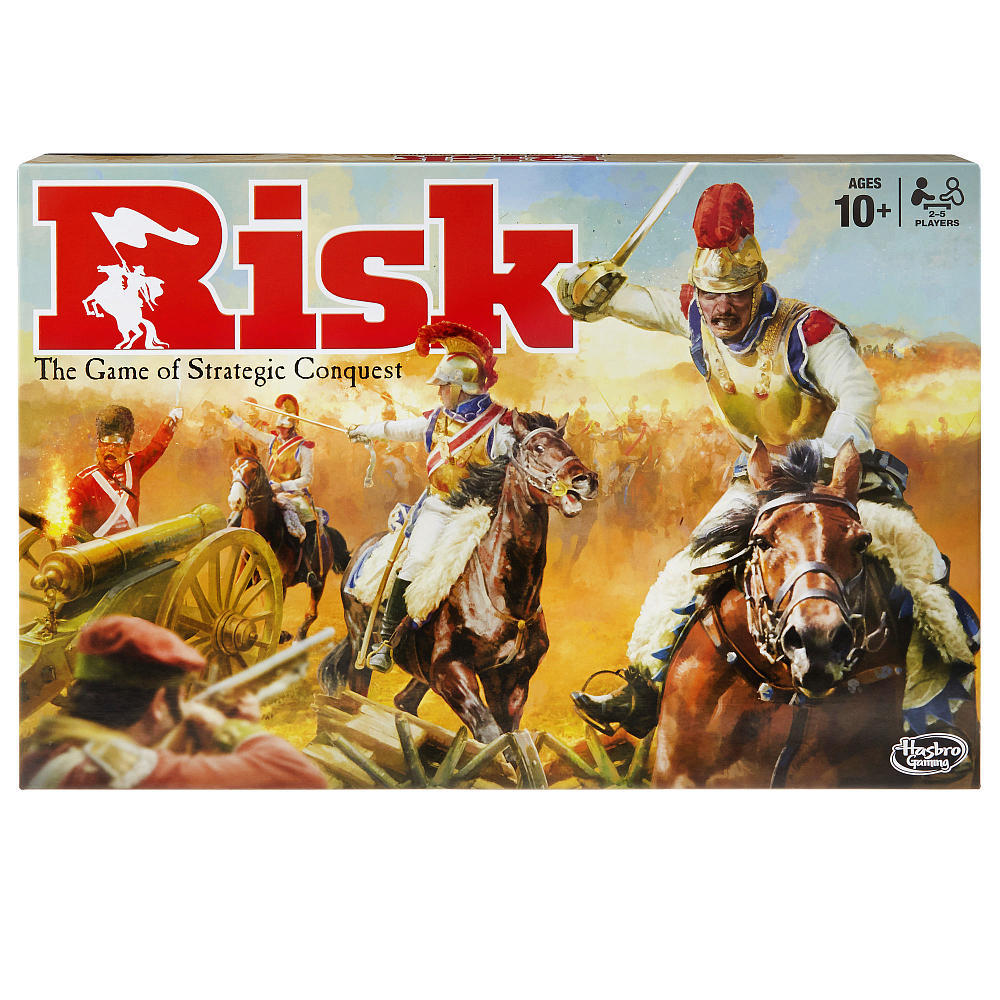 Risk
The Game of Strategic Conquest
AGES
10+
2-5
PLAYERS
Hasbro
Gaming